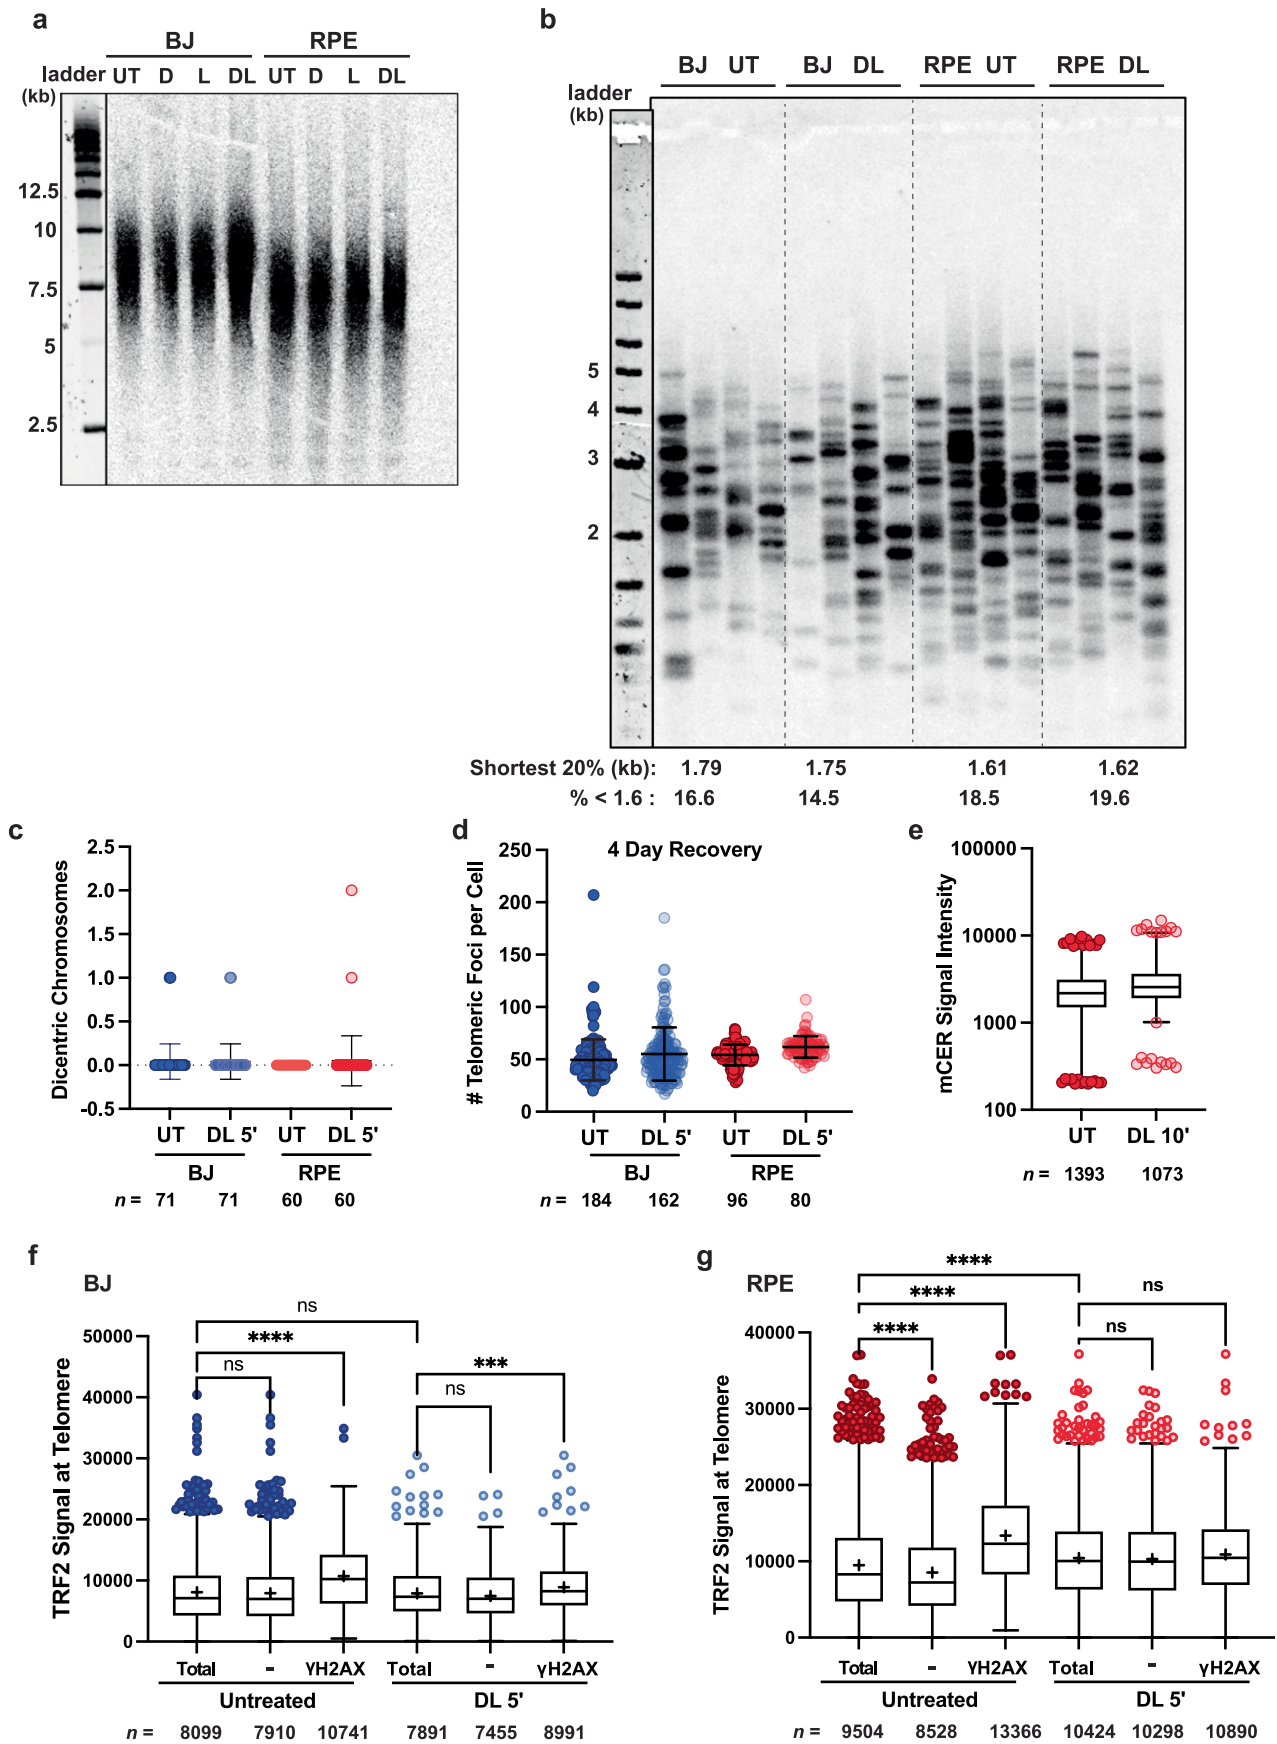 a
BJ RPE
ladder UT D L DL UT D L DL
(kb)
12.5
10
7.5
5
2.5
b
BJ UT BJ DL RPE UT RPE DL
ladder
(kb)
5
4
3
2
Shortest 20% (kb): 1.79 1.75 1.61 1.62
% < 1.6 : 16.6 14.5 18.5 19.6
c
Dicentric Chromosomes
2.5
2.0
1.5
1.0
0.5
0.0
-0.5
UT DL 5' UT DL 5'
BJ RPE
n = 71 71 60 60
d
4 Day Recovery
# Telomeric Foci per Cell
250
200
150
100
50
0
UT DL 5' UT DL 5'
BJ RPE
n = 184 162 96 80
e
mCER Signal Intensity
100000
10000
1000
100
UT DL 10'
n = 1393 1073
f
BJ
ns
****
ns
***
ns
TRF2 Signal at Telomere
50000
40000
30000
20000
10000
0
Total - γH2AX Total - γH2AX
Untreated DL 5'
n = 8099 7910 10741 7891 7455 8991
g
RPE
****
****
ns
****
ns
TRF2 Signal at Telomere
40000
30000
20000
10000
0
Total - γH2AX Total - γH2AX
Untreated DL 5'
n = 9504 8528 13366 10424 10298 10890